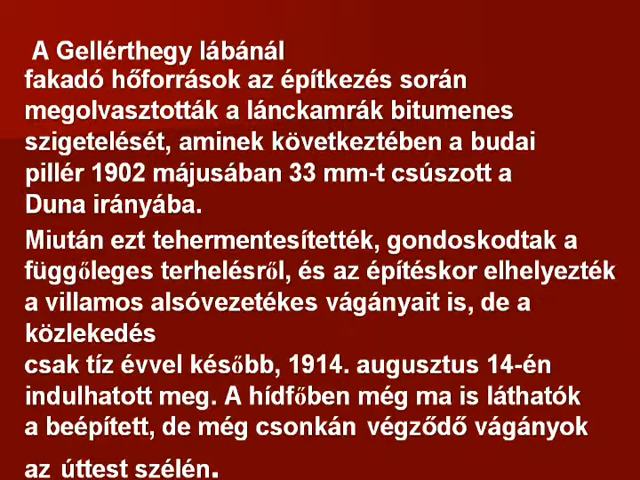 A Gellérthegy lábánál
fakadó hőforrások az építkezés során
megolvasztották a lánckamrák bitumenes
szigetelését, aminek következtében a budai
pillér 1902 májusában 33 mm-t csúszott a
Duna irányába.
Miután ezt tehermentesítették, gondoskodtak a
függőleges terhelésről, és az építéskor elhelyezték
a villamos alsóvezetékes vágányait is, de a
közlekedés
csak tíz évvel később, 1914. augusztus 14-én
indulhatott meg. A hídfőben még ma is láthatók
a beépített, de még csonkán végződő vágányok
az úttest szélén.